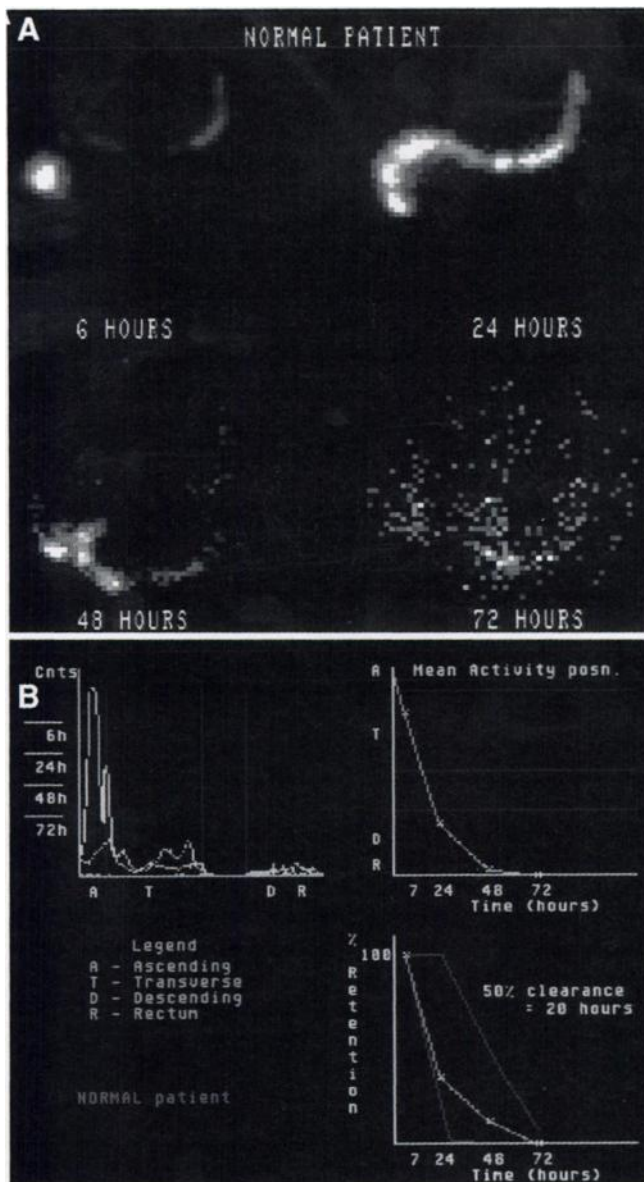 A
NORMAL PATIENT
6 HOURS
24 HOURS
48 HOURS
72 HOURS
B
Cnts
6h
24h
48h
72h
A T D R
Legend
A - Ascending
T - Transverse
D - Descending
R - Rectum
NORMAL patient
Mean Activity posn.
A
T
D
R
7 24 48 72
Time (hours)
% Retention
100
50% clearance
= 20 hours
7 24 48 72
Time (hours)